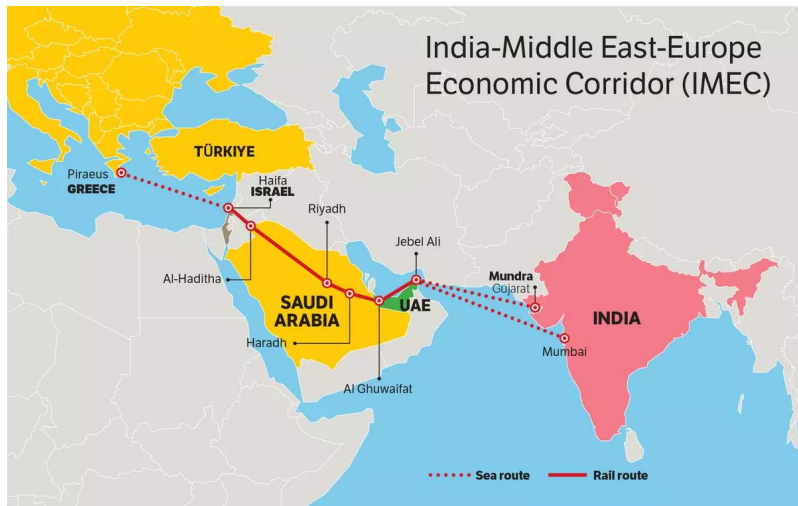 India-Middle East-Europe
Economic Corridor (IMEC)
TÜRKIYE
Piraeus
GREECE
Haifa
ISRAEL
Riyadh
Jebel Ali
Al-Haditha
Mundra
Gujarat
SAUDI
ARABIA
UAE
INDIA
Haradh
Mumbai
Al Ghuwaifat
Sea route
Rail route